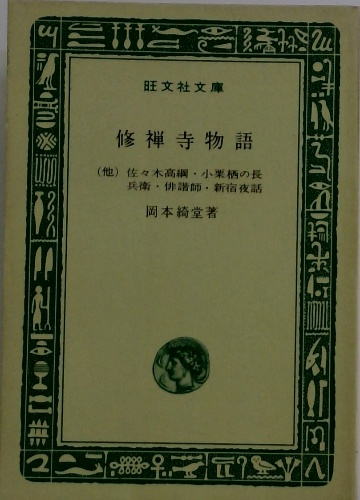 旺文社文庫
修禅寺物語
（他）佐々木高綱・小栗栖の長
兵衛・俳諧師・新宿夜話
岡本綺堂著